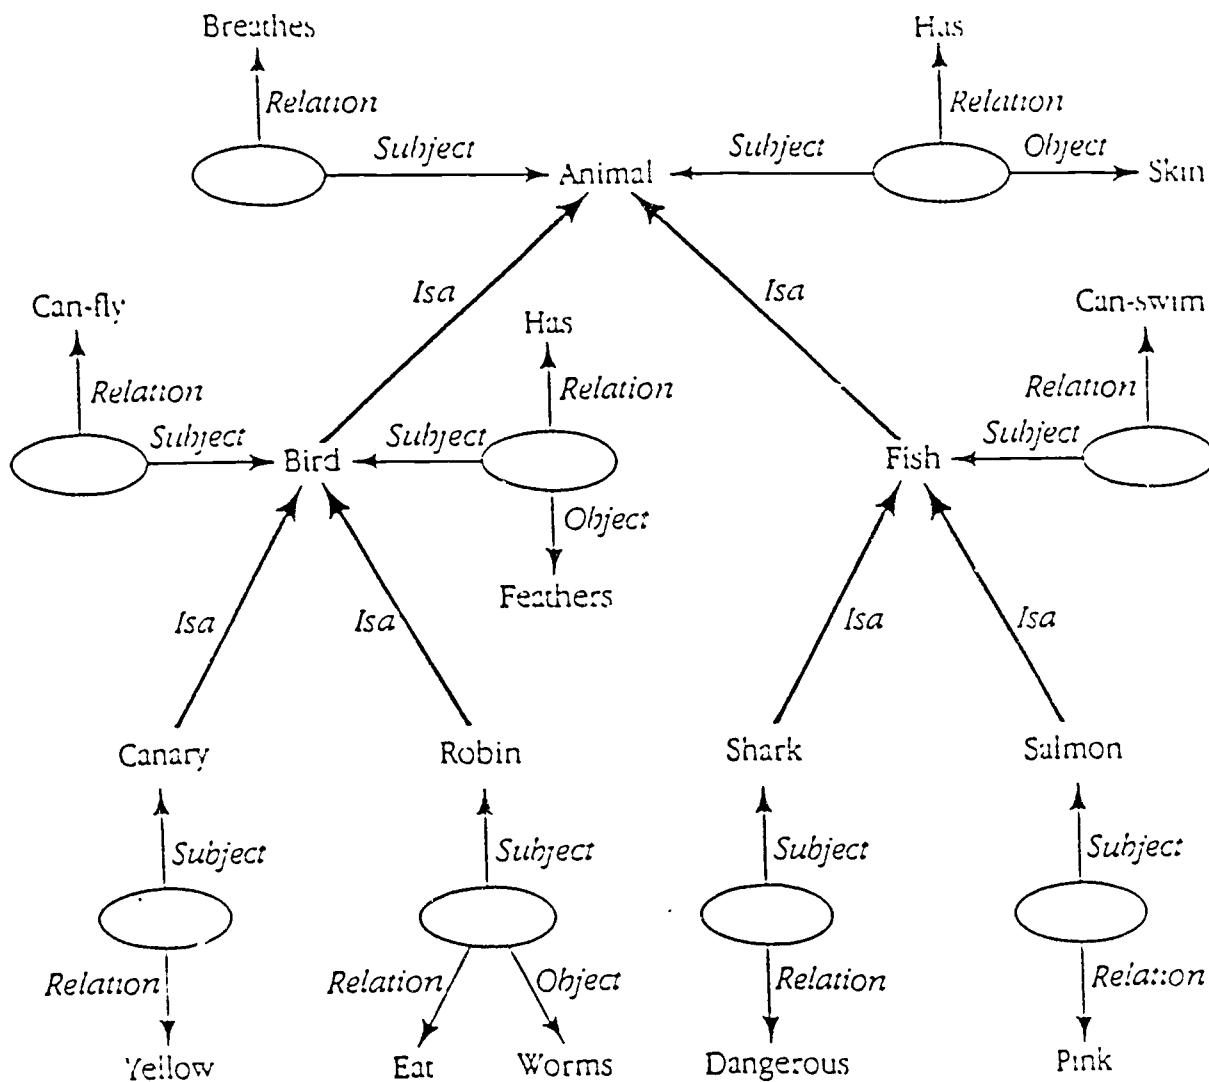 Breathes
Has
Relation
Relation
Subject
Subject
Object
Animal
Skin
Isa
Isa
Can-fly
Has
Can-swim
Relation
Relation
Relation
Subject
Subject
Subject
Bird
Fish
Object
Feathers
Isa
Isa
Isa
Isa
Canary
Robin
Shark
Salmon
Subject
Subject
Subject
Subject
Relation
Relation
Object
Relation
Relation
Yellow
Eat
Worms
Dangerous
Pink